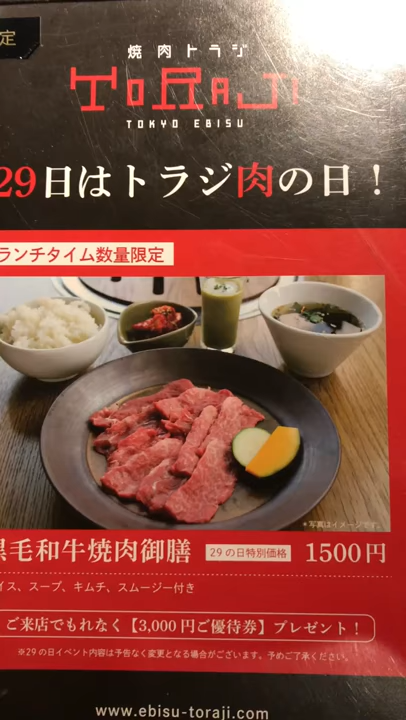 定
焼肉トラジ
TORAJI
TOKYO EBISU
29日はトラジ肉の日！
ランチタイム数量限定
＊写真はイメージです。
黒毛和牛焼肉御膳 29の日特別価格 1500円
イス、スープ、キムチ、スムージー付き
ご来店でもれなく【3,000円ご優待券】プレゼント！
※29の日イベント内容は予告なく変更となる場合がございます。予めご了承ください。
www.ebisu-toraji.com